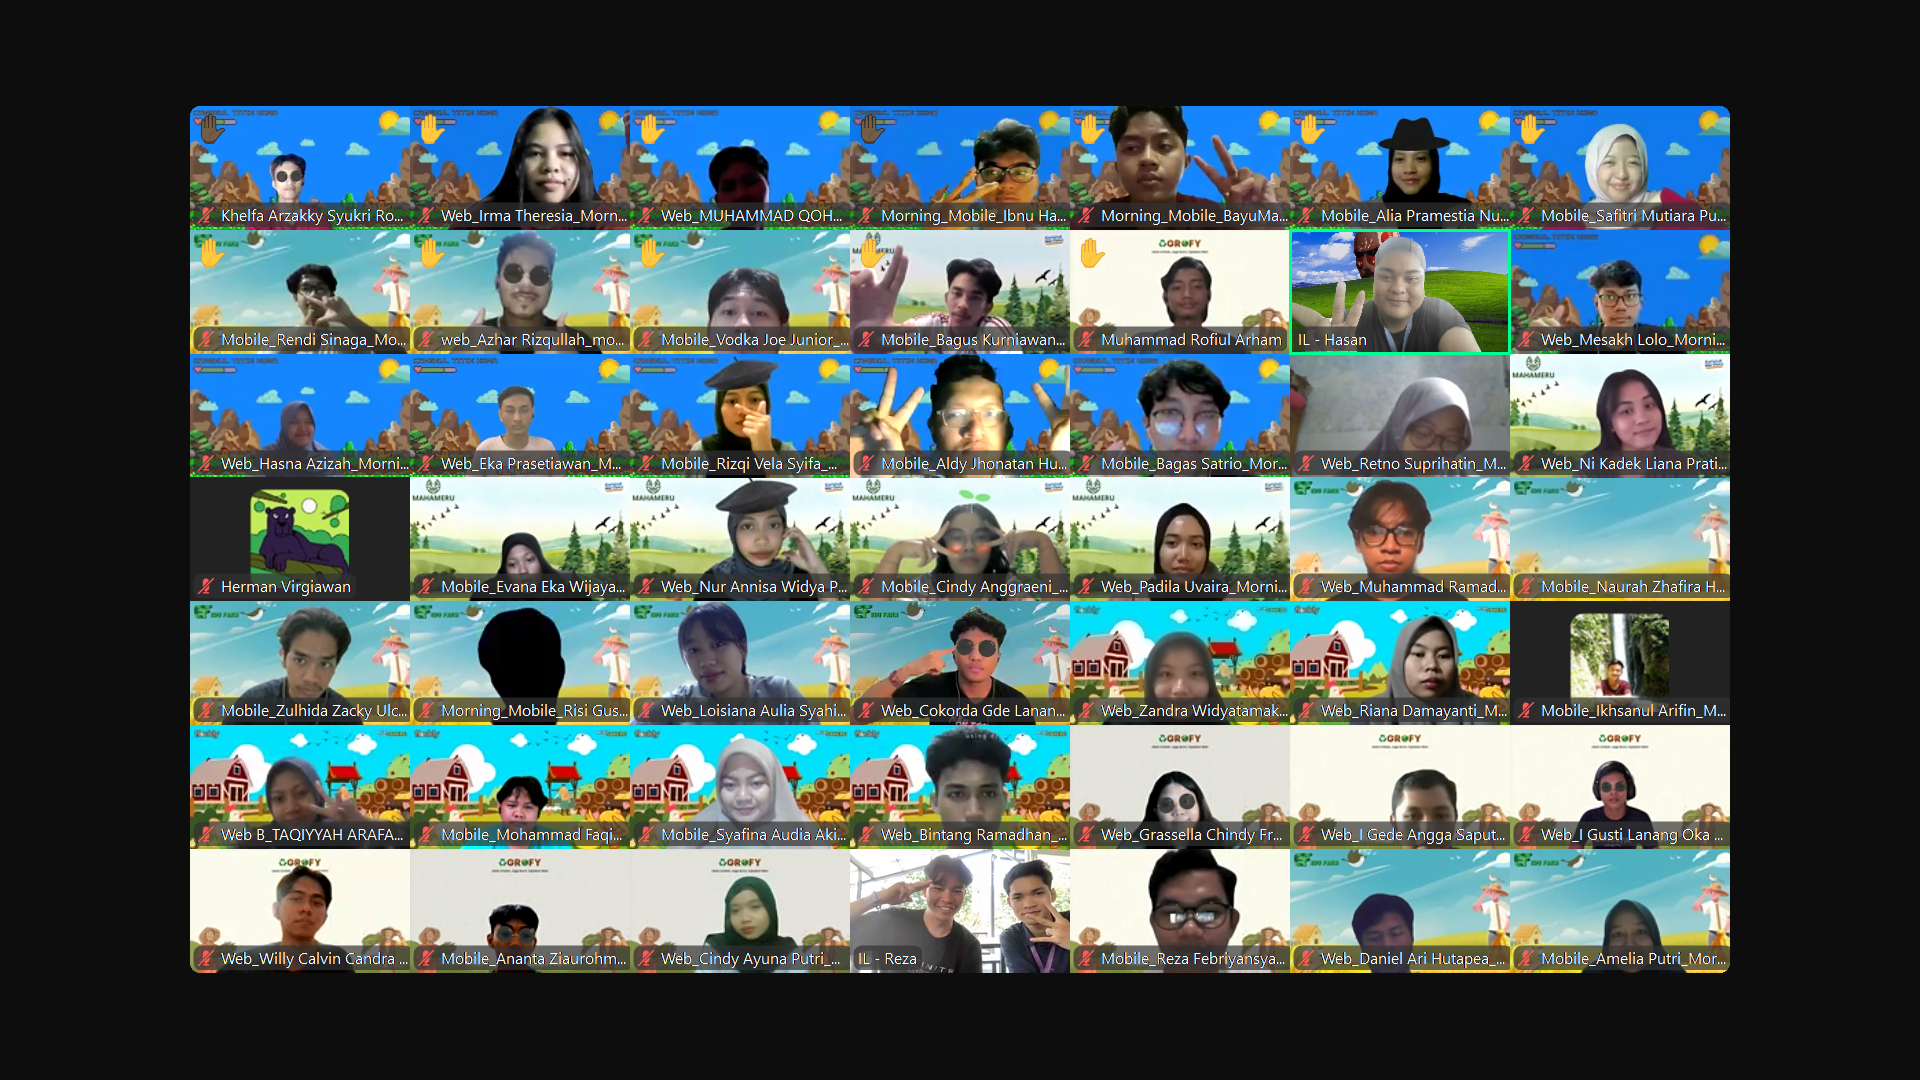 Khelfa Arzakky Syukri Ro...
Web_Irma Theresia_Morn...
Web_MUHAMMAD QOH...
Morning_Mobile_Ibnu Ha...
Morning_Mobile_BayuMa...
Mobile_Alia Pramestia Nu...
Mobile_Safitri Mutiara Pu...
MAHAMERU
GROFY
Mobile_Rendi Sinaga_Mo...
web_Azhar Rizqullah_mo...
Mobile_Vodka Joe Junior_...
Mobile_Bagus Kurniawan...
Muhammad Rofiul Arham
IL - Hasan
Web_Mesakh Lolo_Morni...
MAHAMERU
Web_Hasna Azizah_Morni...
Web_Eka Prasetiawan_M...
Mobile_Rizqi Vela Syifa_...
Mobile_Aldy Jhonatan Hu...
Mobile_Bagas Satrio_Mor...
Web_Retno Suprihatin_M...
Web_Ni Kadek Liana Prati...
MAHAMERU
MAHAMERU
MAHAMERU
MAHAMERU
Herman Virgiawan
Mobile_Evana Eka Wijaya...
Web_Nur Annisa Widya P...
Mobile_Cindy Anggraeni_...
Web_Padila Uvaira_Morni...
Web_Muhammad Ramad...
Mobile_Naurah Zhafira H...
Mobile_Zulhida Zacky Ulc...
Morning_Mobile_Risi Gus...
Web_Loisiana Aulia Syahi...
Web_Cokorda Gde Lanan...
Web_Zandra Widyatamak...
Web_Riana Damayanti_M...
Mobile_Ikhsanul Arifin_M...
GROFY
GROFY
GROFY
Web B_TAQIYYAH ARAFA...
Mobile_Mohammad Faqi...
Mobile_Syafina Audia Aki...
Web_Bintang Ramadhan_...
Web_Grassella Chindy Fr...
Web_I Gede Angga Saput...
Web_I Gusti Lanang Oka ...
GROFY
GROFY
GROFY
Web_Willy Calvin Candra ...
Mobile_Ananta Ziaurohm...
Web_Cindy Ayuna Putri_...
IL - Reza
Mobile_Reza Febriyansya...
Web_Daniel Ari Hutapea_...
Mobile_Amelia Putri_Mor...